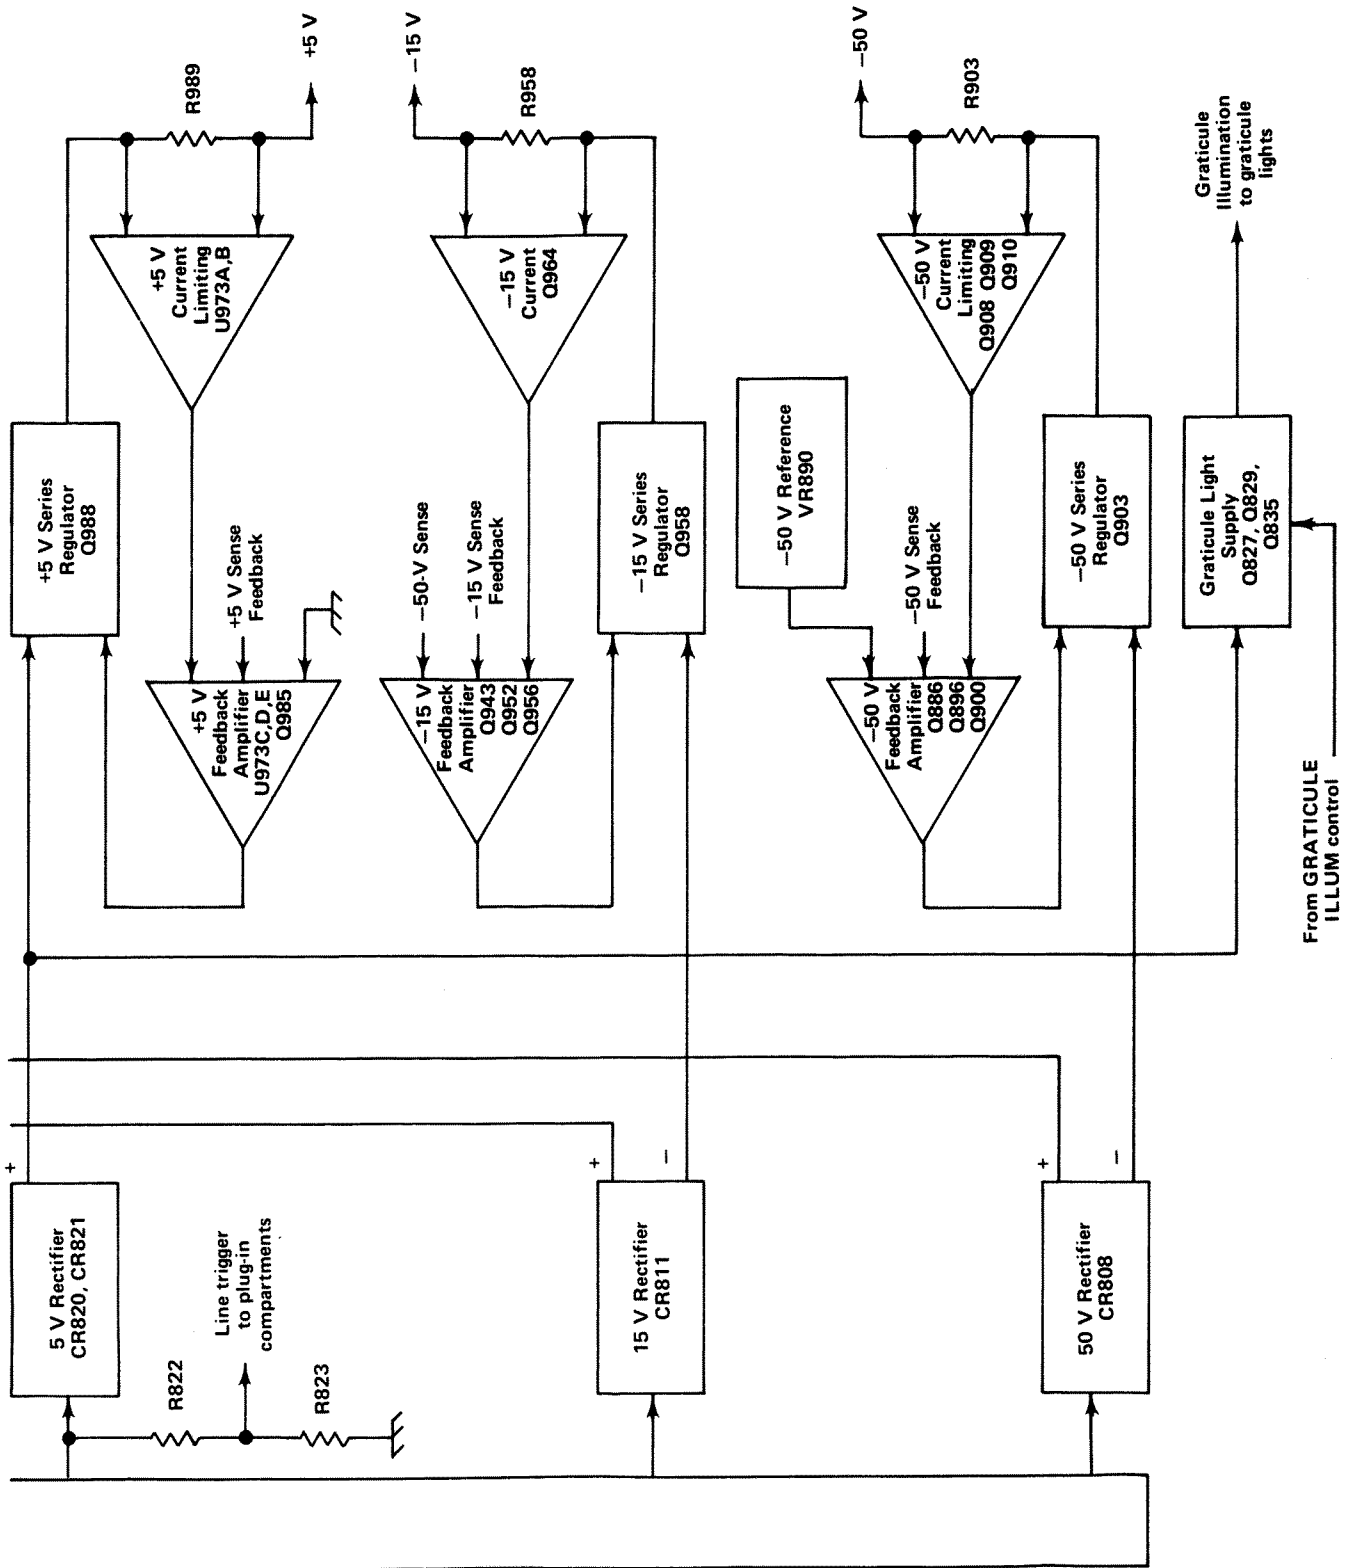 5 V Rectifier
CR820, CR821
+
R822
Line trigger
to plug-in
compartments
R823
15 V Rectifier
CR811
+
−
50 V Rectifier
CR808
+
−
+5 V Series
Regulator
Q988
+5 V
Feedback
Amplifier
U973C,D,E
Q985
+5 V Sense
Feedback
+5 V
Current
Limiting
U973A,B
R989
+5 V
−15 V
Feedback
Amplifier
Q943
Q952
Q956
−50-V Sense
−15 V Sense
Feedback
−15 V
Current
Q964
−15 V Series
Regulator
Q958
R958
−15 V
−50 V Reference
VR890
−50 V
Feedback
Amplifier
Q886
Q896
Q900
−50 V Sense
Feedback
−50 V
Current
Limiting
Q908 Q909
Q910
−50 V Series
Regulator
Q903
R903
−50 V
Graticule Light
Supply
Q827, Q829,
Q835
Graticule
Illumination
to graticule
lights
From GRATICULE
ILLUM control